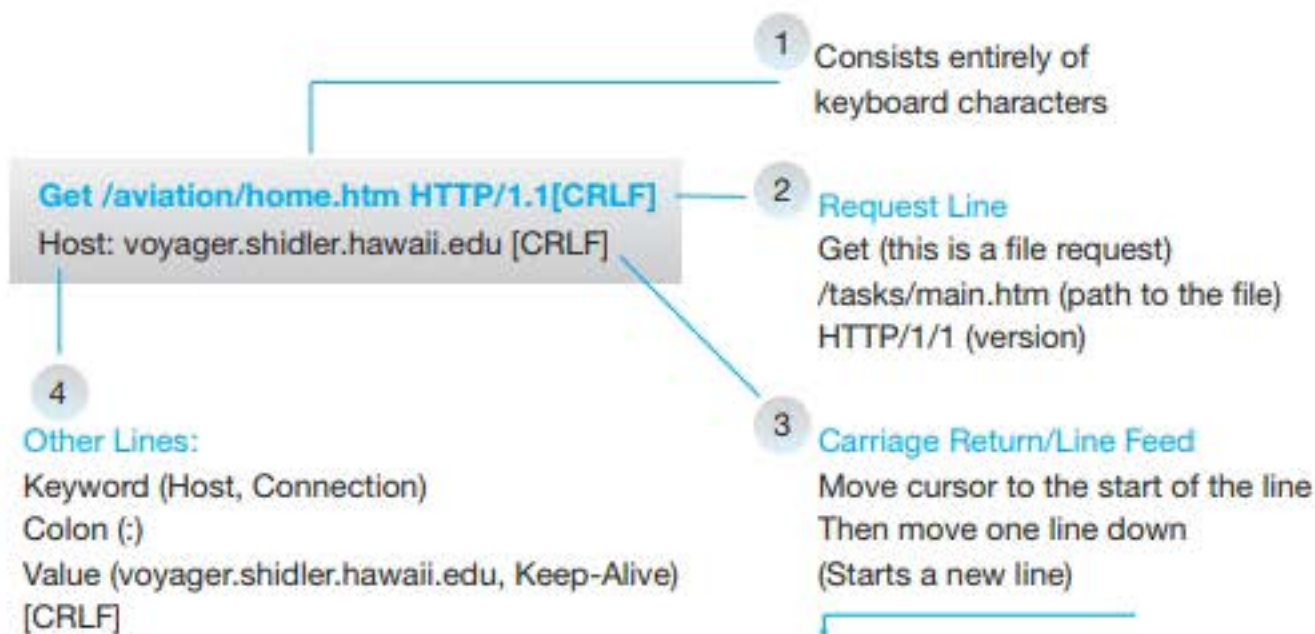 1
Consists entirely of
keyboard characters
Get /aviation/home.htm HTTP/1.1[CRLF]
Host: voyager.shidler.hawaii.edu [CRLF]
2
Request Line
Get (this is a file request)
/tasks/main.htm (path to the file)
HTTP/1/1 (version)
3
Carriage Return/Line Feed
Move cursor to the start of the line
Then move one line down
(Starts a new line)
4
Other Lines:
Keyword (Host, Connection)
Colon (:)
Value (voyager.shidler.hawaii.edu, Keep-Alive)
[CRLF]